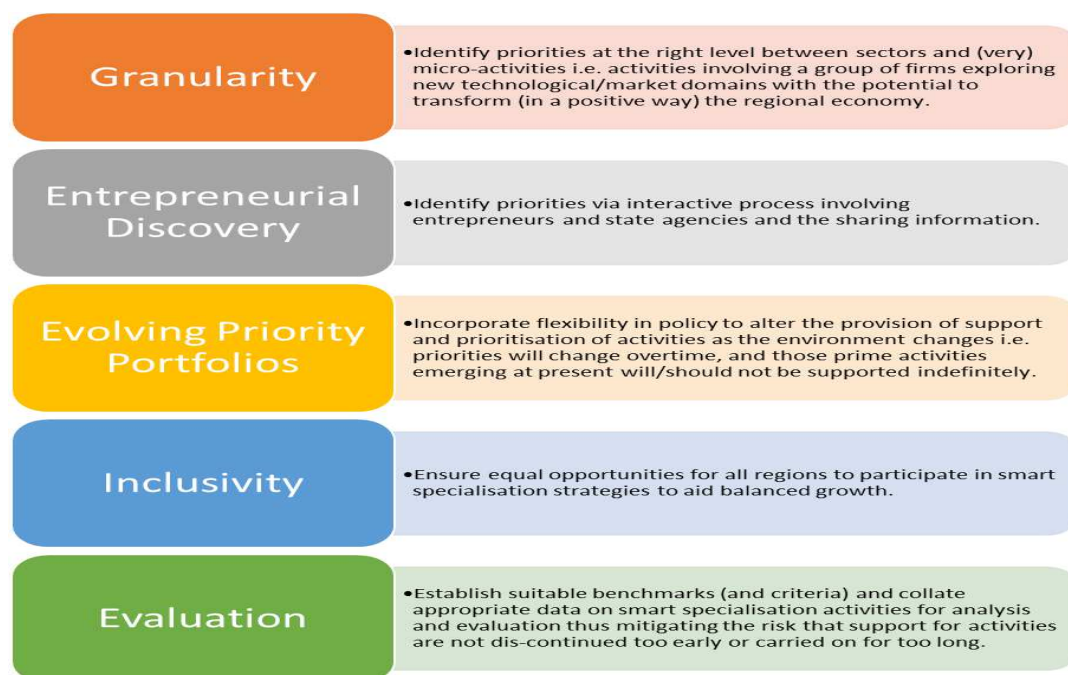 Granularity
•Identify priorities at the right level between sectors and (very)
micro-activities i.e. activities involving a group of firms exploring
new technological/market domains with the potential to
transform (in a positive way) the regional economy.
Entrepreneurial
Discovery
•Identify priorities via interactive process involving
entrepreneurs and state agencies and the sharing information.
Evolving Priority
Portfolios
•Incorporate flexibility in policy to alter the provision of support
and prioritisation of activities as the environment changes i.e.
priorities will change overtime, and those prime activities
emerging at present will/should not be supported indefinitely.
Inclusivity
•Ensure equal opportunities for all regions to participate in smart
specialisation strategies to aid balanced growth.
Evaluation
•Establish suitable benchmarks (and criteria) and collate
appropriate data on smart specialisation activities for analysis
and evaluation thus mitigating the risk that support for activities
are not dis-continued too early or carried on for too long.